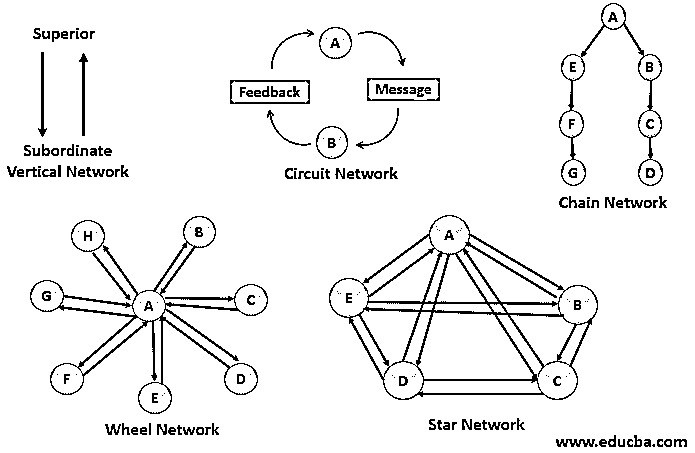 Superior
Subordinate
Vertical Network
A
Feedback
Message
B
Circuit Network
A
E
B
F
C
G
D
Chain Network
H
B
G
A
C
F
E
D
Wheel Network
A
E
B
D
C
Star Network
www.educba.com